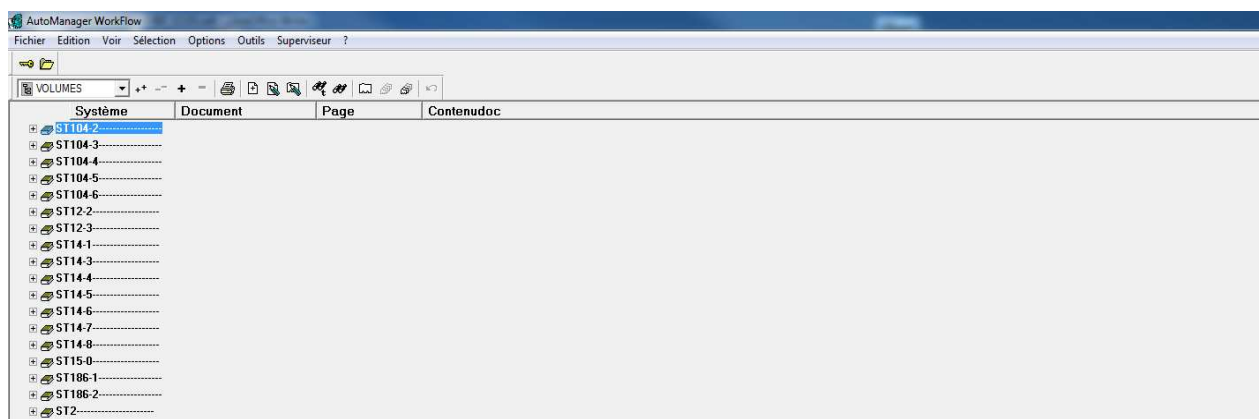 AutoManager WorkFlow
Fichier Edition Voir Sélection Options Outils Superviseur ?
VOLUMES
Système Document Page Contenudoc
ST104-2------------------
ST104-3------------------
ST104-4------------------
ST104-5------------------
ST104-6------------------
ST12-2-------------------
ST12-3-------------------
ST14-1-------------------
ST14-3-------------------
ST14-4-------------------
ST14-5-------------------
ST14-6-------------------
ST14-7-------------------
ST14-8-------------------
ST15-0-------------------
ST186-1------------------
ST186-2------------------
ST2----------------------